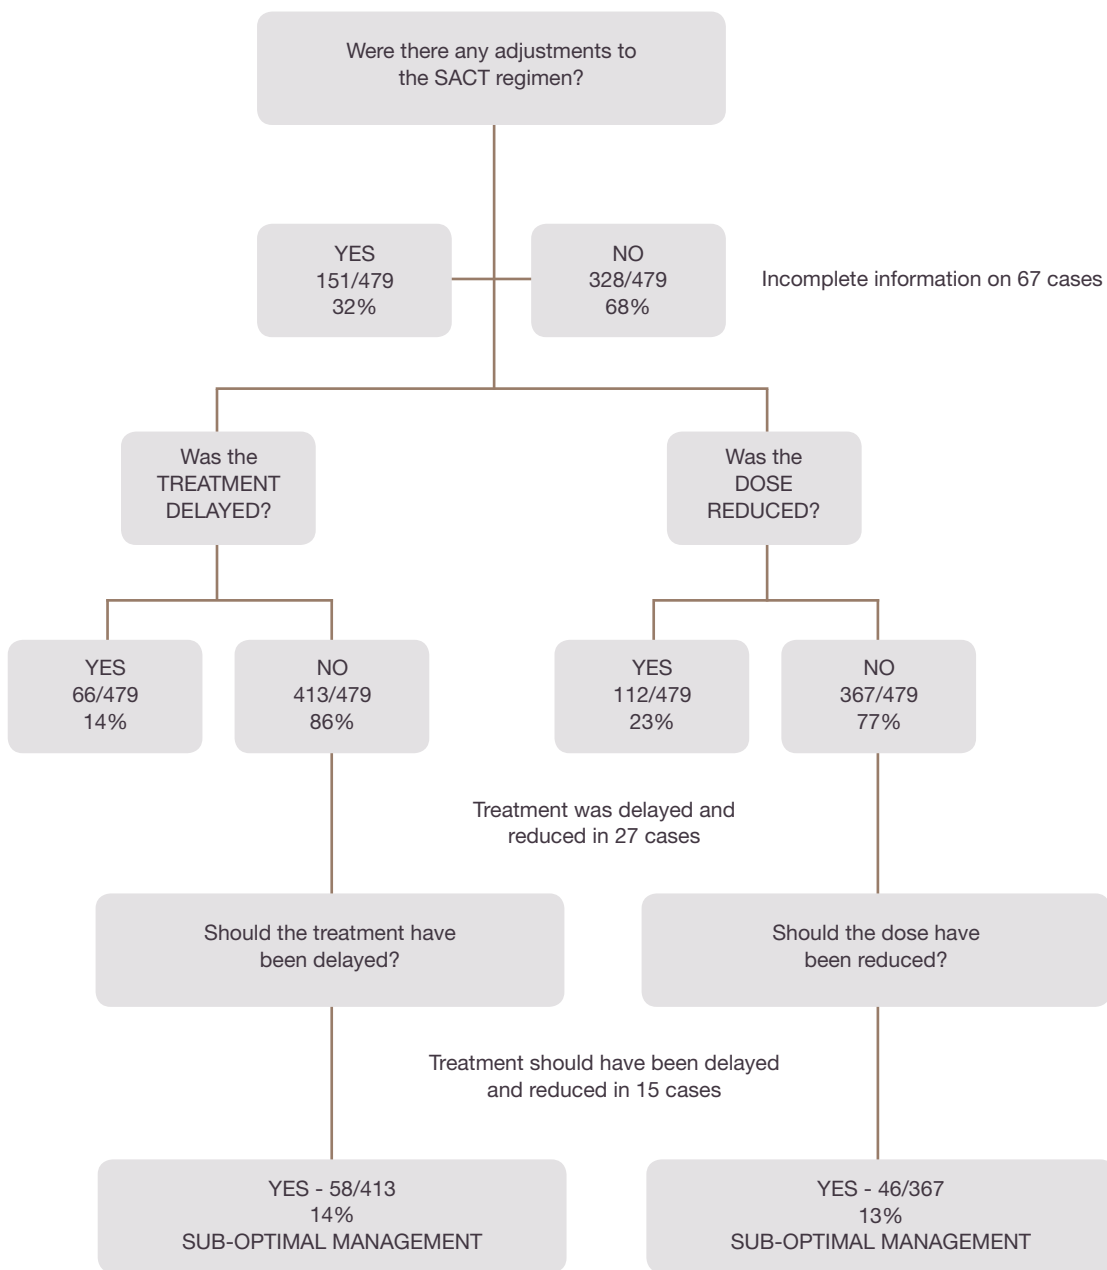 Were there any adjustments to
the SACT regimen?
YES
151/479
32%
NO
328/479
68%
Incomplete information on 67 cases
Was the
TREATMENT
DELAYED?
Was the
DOSE
REDUCED?
YES
66/479
14%
NO
413/479
86%
YES
112/479
23%
NO
367/479
77%
Treatment was delayed and
reduced in 27 cases
Should the treatment have
been delayed?
Should the dose have
been reduced?
Treatment should have been delayed
and reduced in 15 cases
YES - 58/413
14%
SUB-OPTIMAL MANAGEMENT
YES - 46/367
13%
SUB-OPTIMAL MANAGEMENT